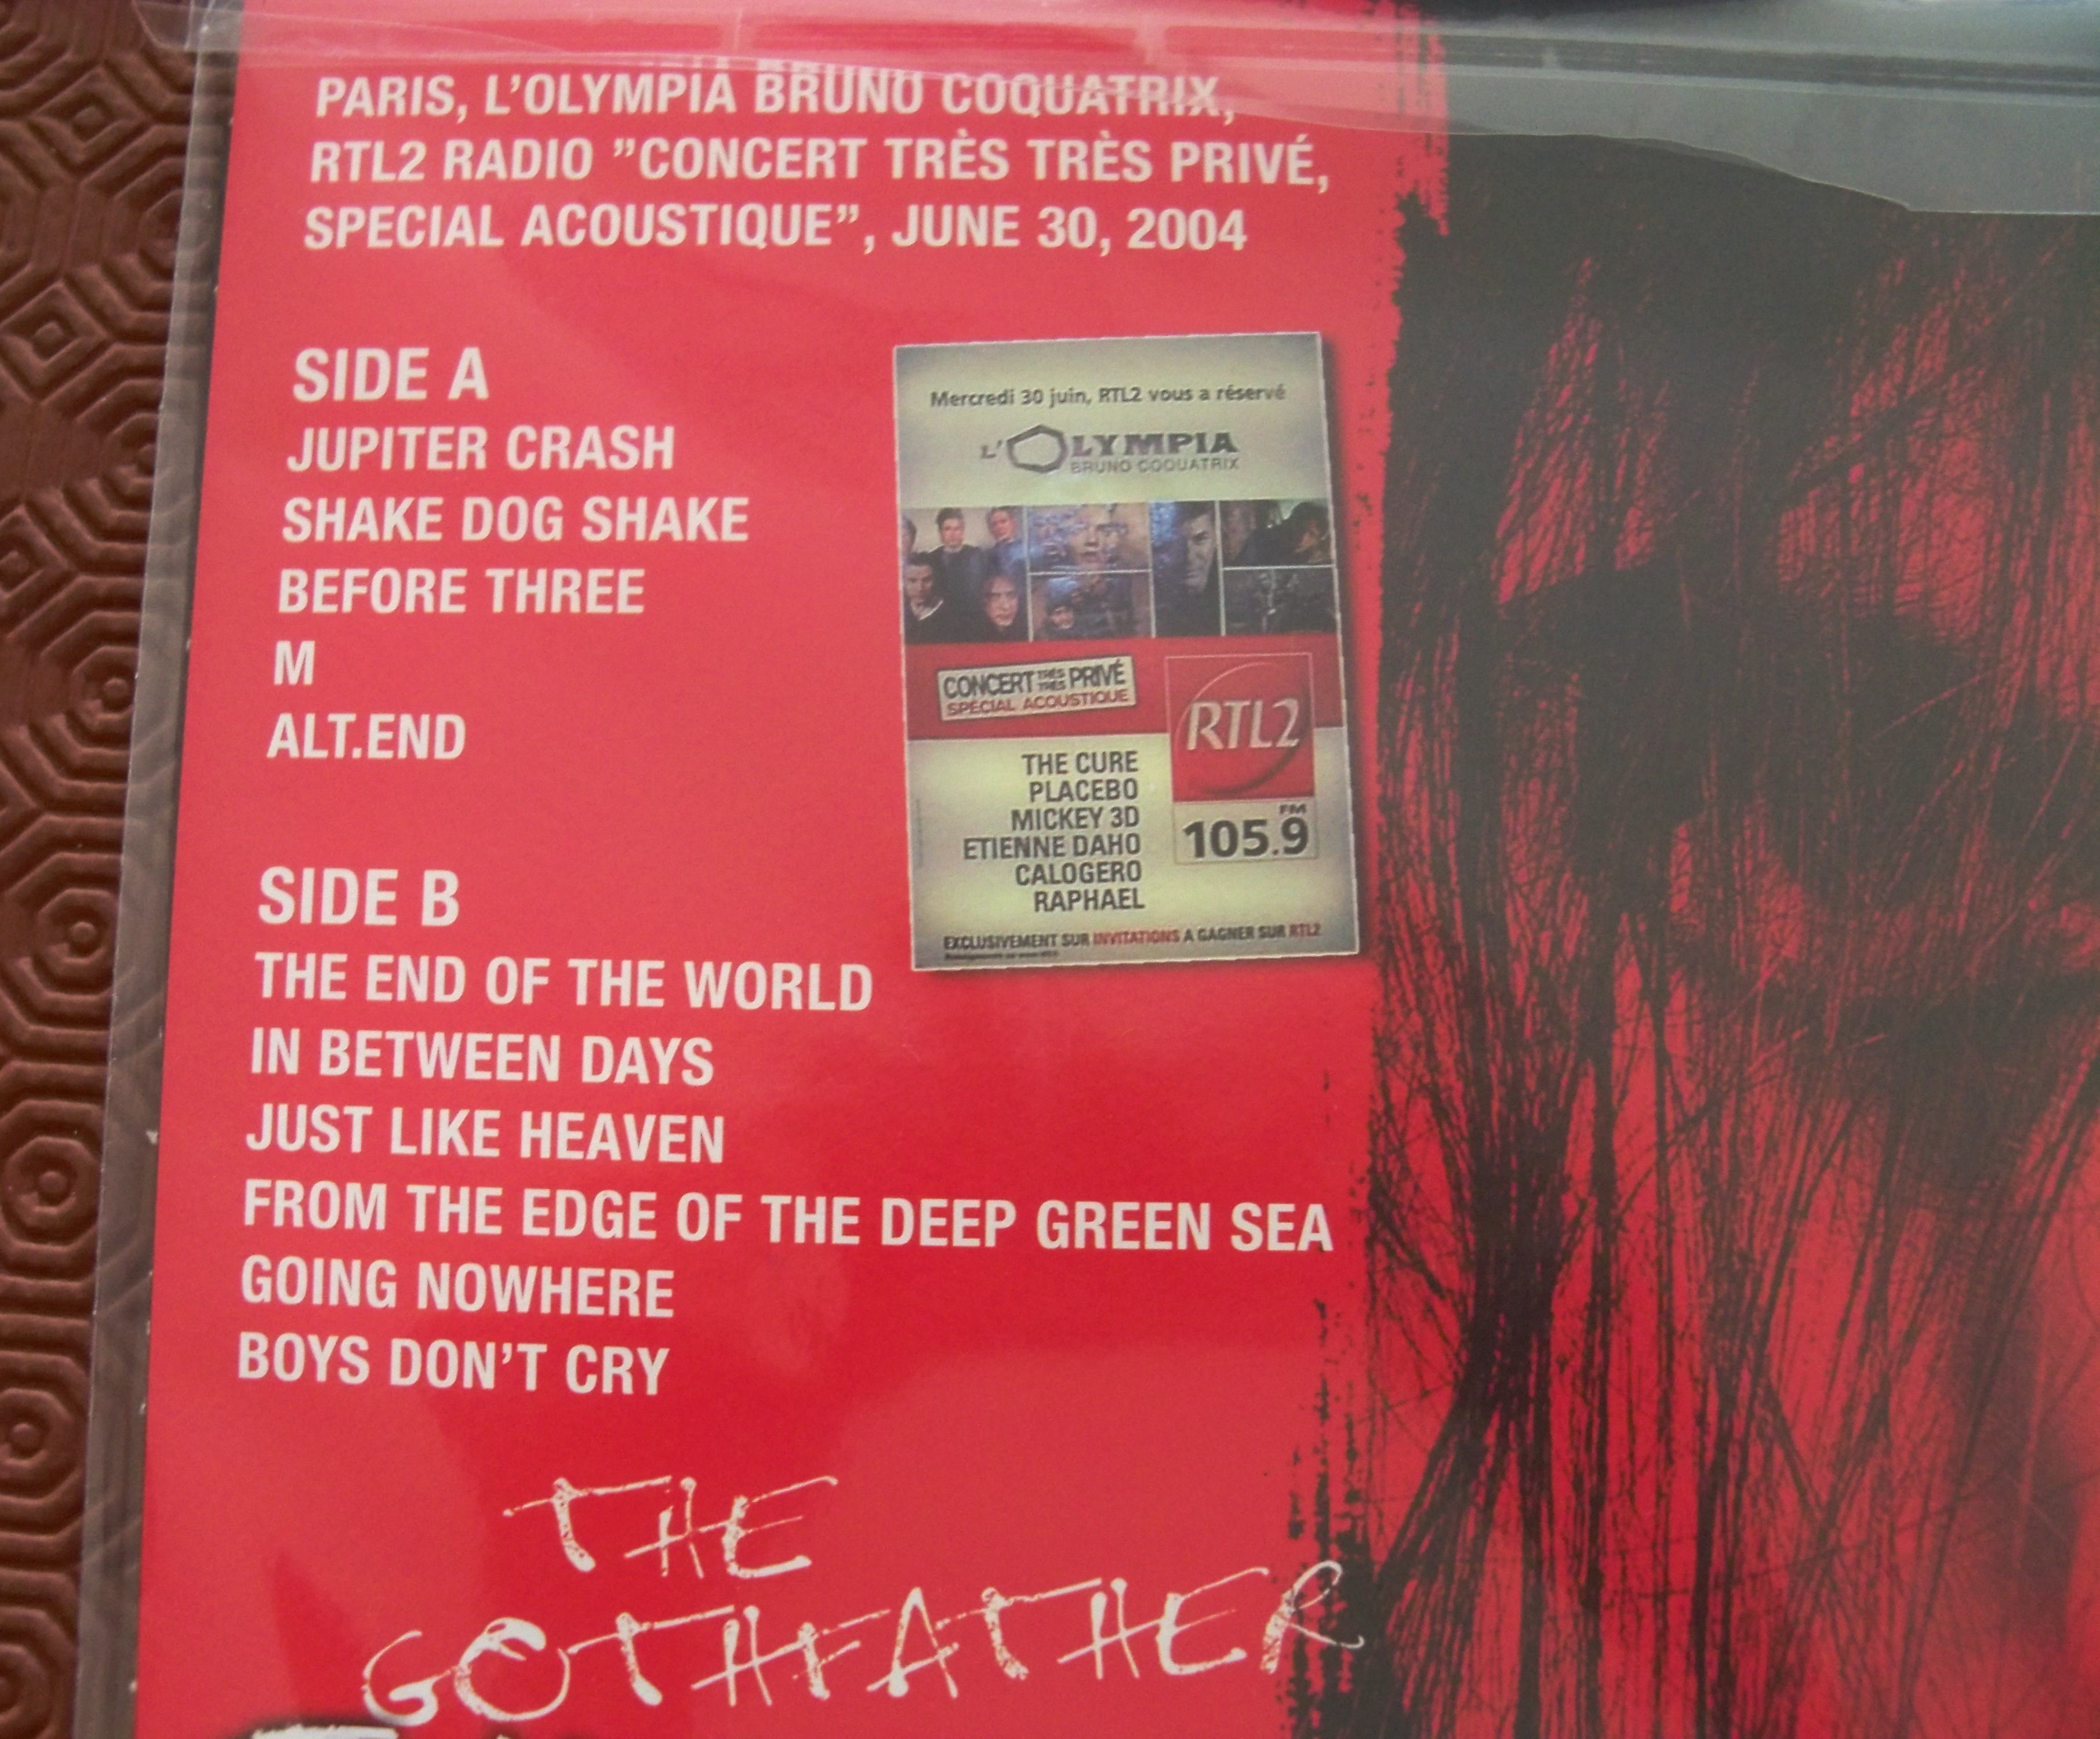 PARIS, L'OLYMPIA BRUNO COQUATRIX,
RTL2 RADIO "CONCERT TRÈS TRÈS PRIVÉ,
SPECIAL ACOUSTIQUE", JUNE 30, 2004
SIDE A
JUPITER CRASH
SHAKE DOG SHAKE
BEFORE THREE
M
ALT.END
Mercredi 30 juin, RTL2 vous a réservé
L'OLYMPIA
BRUNO COQUATRIX
CONCERT TRÈS TRÈS PRIVÉ
SPÉCIAL ACOUSTIQUE
RTL2
FM
105.9
THE CURE
PLACEBO
MICKEY 3D
ETIENNE DAHO
CALOGERO
RAPHAEL
EXCLUSIVEMENT SUR INVITATIONS A GAGNER SUR RTL2
SIDE B
THE END OF THE WORLD
IN BETWEEN DAYS
JUST LIKE HEAVEN
FROM THE EDGE OF THE DEEP GREEN SEA
GOING NOWHERE
BOYS DON'T CRY
THE
GOTHFATHER